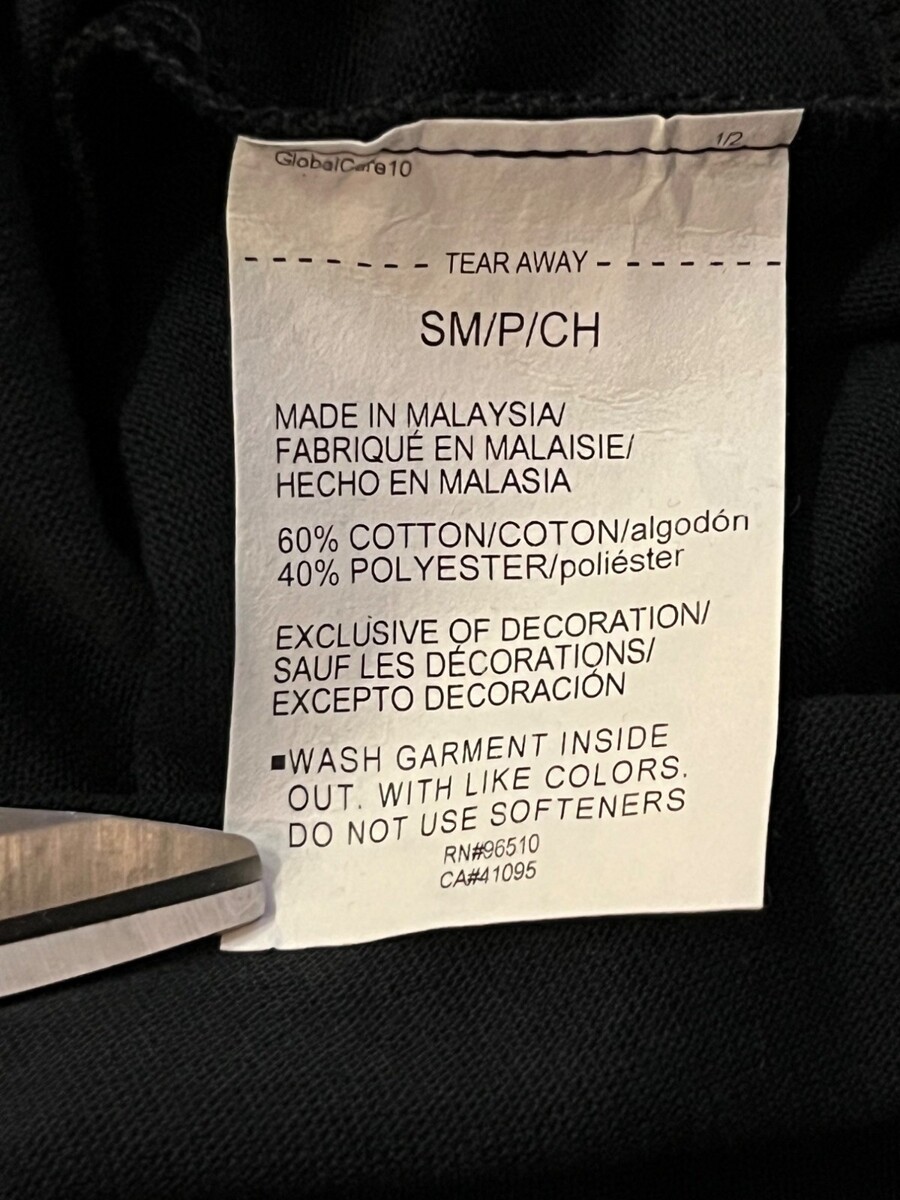 1/2
GlobalCare10
- - - - - - - TEAR AWAY - - - - - - -
SM/P/CH
MADE IN MALAYSIA/
FABRIQUÉ EN MALAISIE/
HECHO EN MALASIA
60% COTTON/COTON/algodón
40% POLYESTER/poliéster
EXCLUSIVE OF DECORATION/
SAUF LES DÉCORATIONS/
EXCEPTO DECORACIÓN
▪WASH GARMENT INSIDE
OUT. WITH LIKE COLORS.
DO NOT USE SOFTENERS
RN#96510
CA#41095